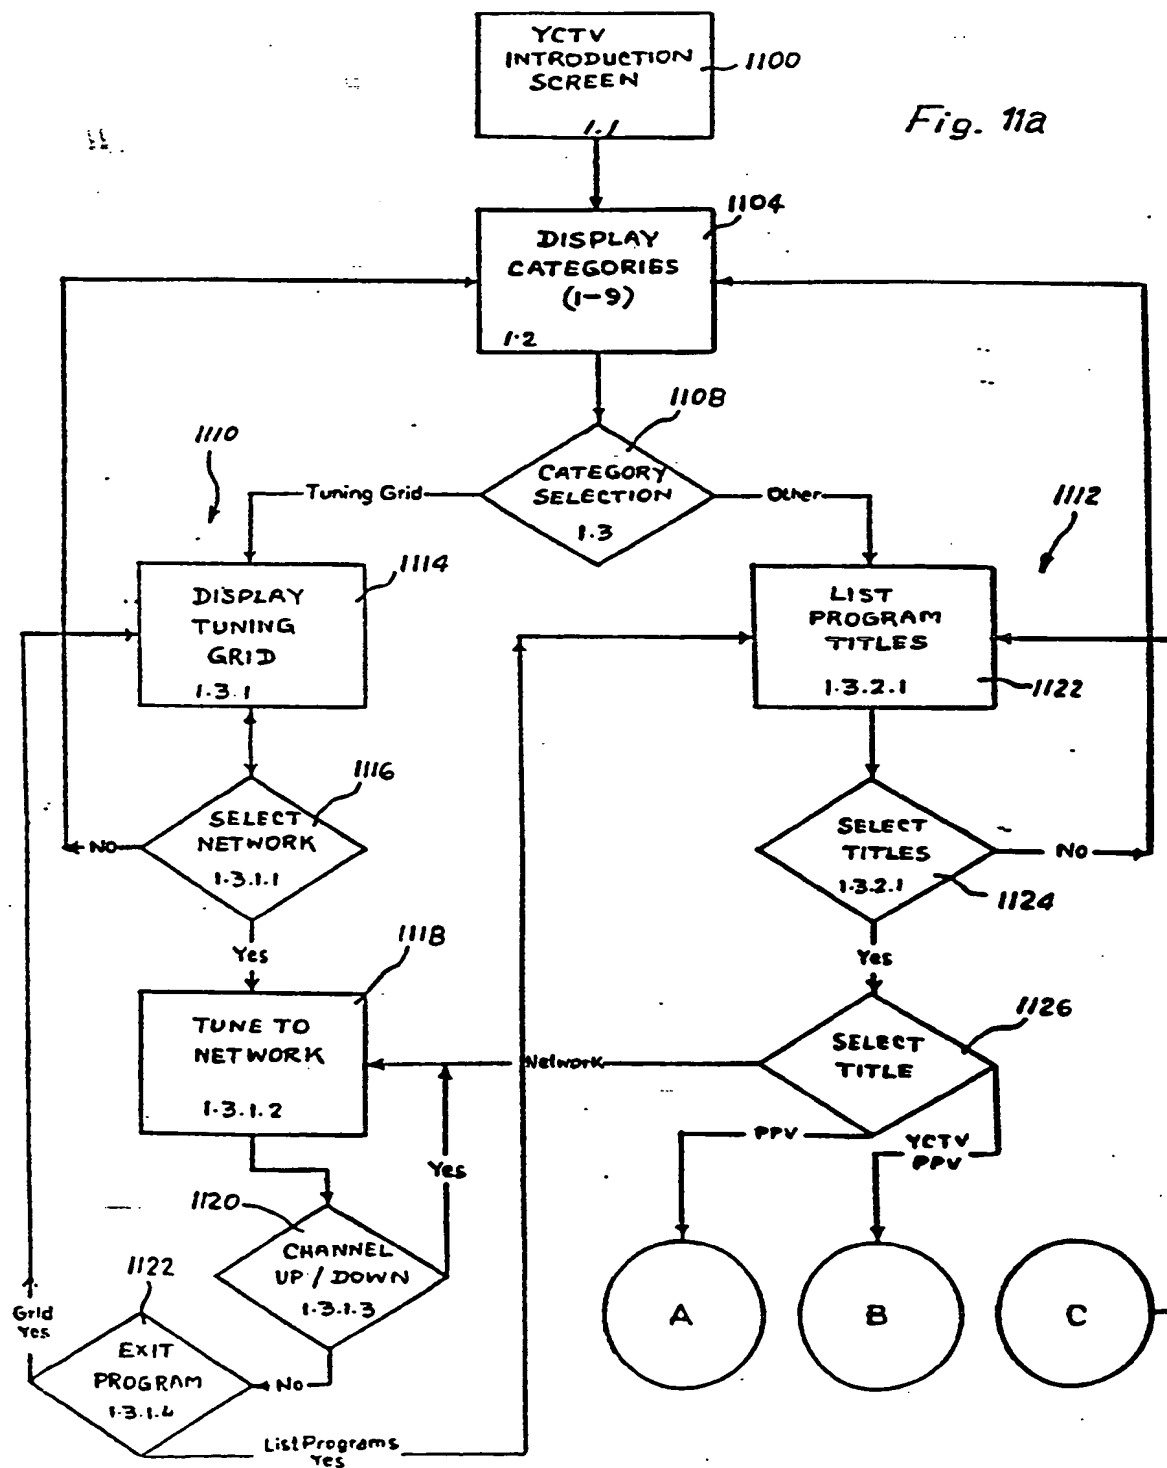 YCTV
INTRODUCTION
SCREEN
1.1
1100
Fig. 11a
1104
DISPLAY
CATEGORIES
(1-9)
1.2
1108
CATEGORY
SELECTION
1.3
Tuning Grid
Other
1110
1112
1114
DISPLAY
TUNING
GRID
1.3.1
LIST
PROGRAM
TITLES
1.3.2.1
1122
1116
SELECT
NETWORK
1.3.1.1
NO
Yes
SELECT
TITLES
1.3.2.1
1124
NO
Yes
1118
TUNE TO
NETWORK
1.3.1.2
Network
1126
SELECT
TITLE
PPV
YCTV
PPV
Yes
1120
CHANNEL
UP/DOWN
1.3.1.3
No
1122
EXIT
PROGRAM
1.3.1.4
Grid
Yes
List Programs
Yes
A
B
C